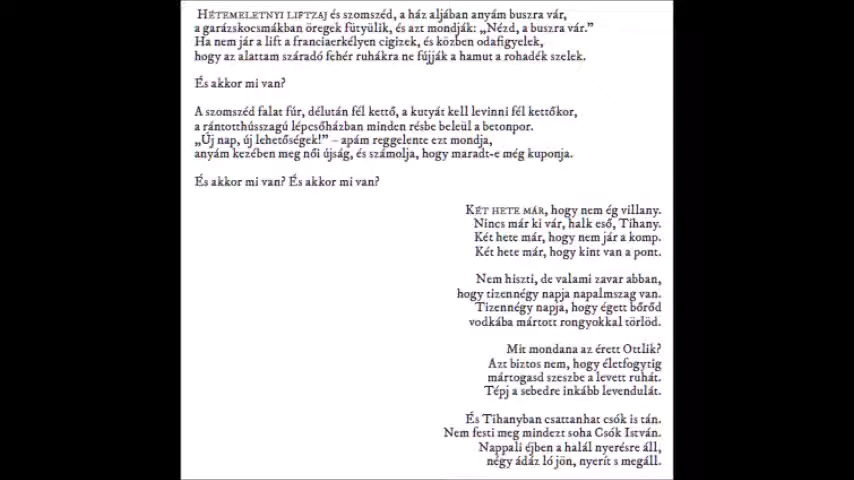 HÉTEMELETNYI LIFTZAJ és szomszéd, a ház aljában anyám buszra vár,
a garázskocsmákban öregek fütyülik, és azt mondják: „Nézd, a buszra vár.”
Ha nem jár a lift a franciaerkélyen cigizek, és közben odafigyelek,
hogy az alattam száradó fehér ruhákra ne fújják a hamut a rohadék szelek.
És akkor mi van?
A szomszéd falat fúr, délután fél kettő, a kutyát kell levinni fél kettőkor,
a rántotthússzagú lépcsőházban minden résbe beleül a betonpor.
„Új nap, új lehetőségek!” – apám reggelente ezt mondja,
anyám kezében meg női újság, és számolja, hogy maradt-e még kuponja.
És akkor mi van? És akkor mi van?
KÉT HETE MÁR, hogy nem ég villany.
Nincs már ki vár, halk eső, Tihany.
Két hete már, hogy nem jár a komp.
Két hete már, hogy kint van a pont.
Nem hiszti, de valami zavar abban,
hogy tizennégy napja napalmszag van.
Tizennégy napja, hogy égett bőrőd
vodkába mártott rongyokkal törlöd.
Mit mondana az érett Ottlik?
Azt biztos nem, hogy életfogytig
mártogasd szeszbe a levett ruhát.
Tépj a sebedre inkább levendulát.
És Tihanyban csattanhat csók is tán.
Nem festi meg mindezt soha Csók István.
Nappali éjben a halál nyerésre áll,
négy ádáz ló jön, nyerít s megáll.